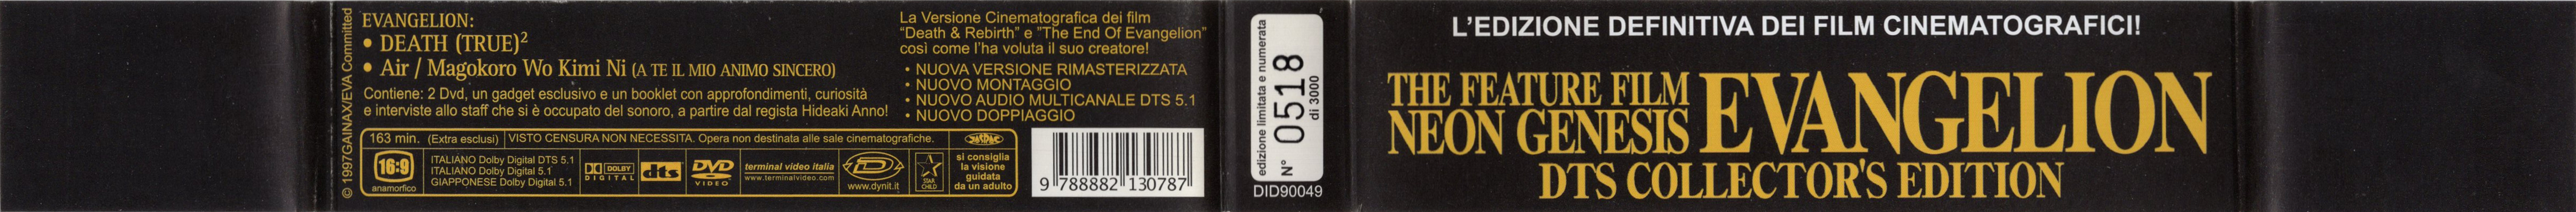 © 1997GAINAX/EVA Committed
EVANGELION:
• DEATH (TRUE)²
• Air / Magokoro Wo Kimi Ni (A TE IL MIO ANIMO SINCERO)
Contiene: 2 Dvd, un gadget esclusivo e un booklet con approfondimenti, curiosità
e interviste allo staff che si è occupato del sonoro, a partire dal regista Hideaki Anno!
La Versione Cinematografica dei film
"Death & Rebirth" e "The End Of Evangelion"
così come l'ha voluta il suo creatore!
• NUOVA VERSIONE RIMASTERIZZATA
• NUOVO MONTAGGIO
• NUOVO AUDIO MULTICANALE DTS 5.1
• NUOVO DOPPIAGGIO
163 min. (Extra esclusi) VISTO CENSURA NON NECESSITA. Opera non destinata alle sale cinematografiche.
16:9
anamorfico
ITALIANO Dolby Digital DTS 5.1
ITALIANO Dolby Digital 5.1
GIAPPONESE Dolby Digital 5.1
DOLBY
DIGITAL
dts
DVD
VIDEO
terminal video italia
www.terminalvideo.com
D
www.dynit.it
STAR
CHILD
si consiglia
la visione
guidata
da un adulto
9 788882 130787
edizione limitata e numerata
N° 0518
di 3000
DID90049
L'EDIZIONE DEFINITIVA DEI FILM CINEMATOGRAFICI!
THE FEATURE FILM
NEON GENESIS EVANGELION
DTS COLLECTOR'S EDITION